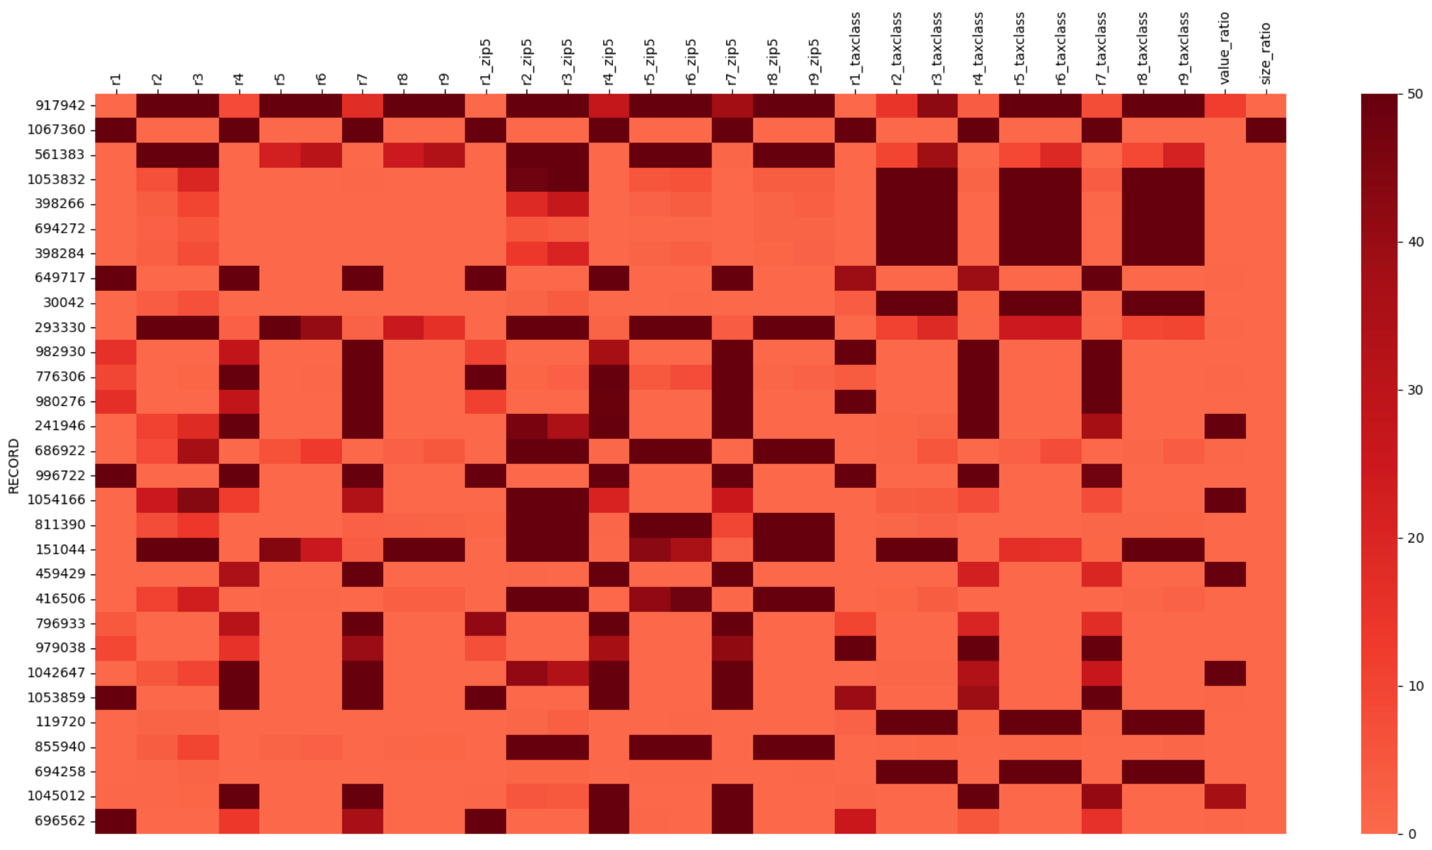 r1
r2
r3
r4
r5
r6
r7
r8
r9
r1_zip5
r2_zip5
r3_zip5
r4_zip5
r5_zip5
r6_zip5
r7_zip5
r8_zip5
r9_zip5
r1_taxclass
r2_taxclass
r3_taxclass
r4_taxclass
r5_taxclass
r6_taxclass
r7_taxclass
r8_taxclass
r9_taxclass
value_ratio
size_ratio
RECORD
917942
1067360
561383
1053832
398266
694272
398284
649717
30042
293330
982930
776306
980276
241946
686922
996722
1054166
811390
151044
459429
416506
796933
979038
1042647
1053859
119720
855940
694258
1045012
696562
50
40
30
20
10
0